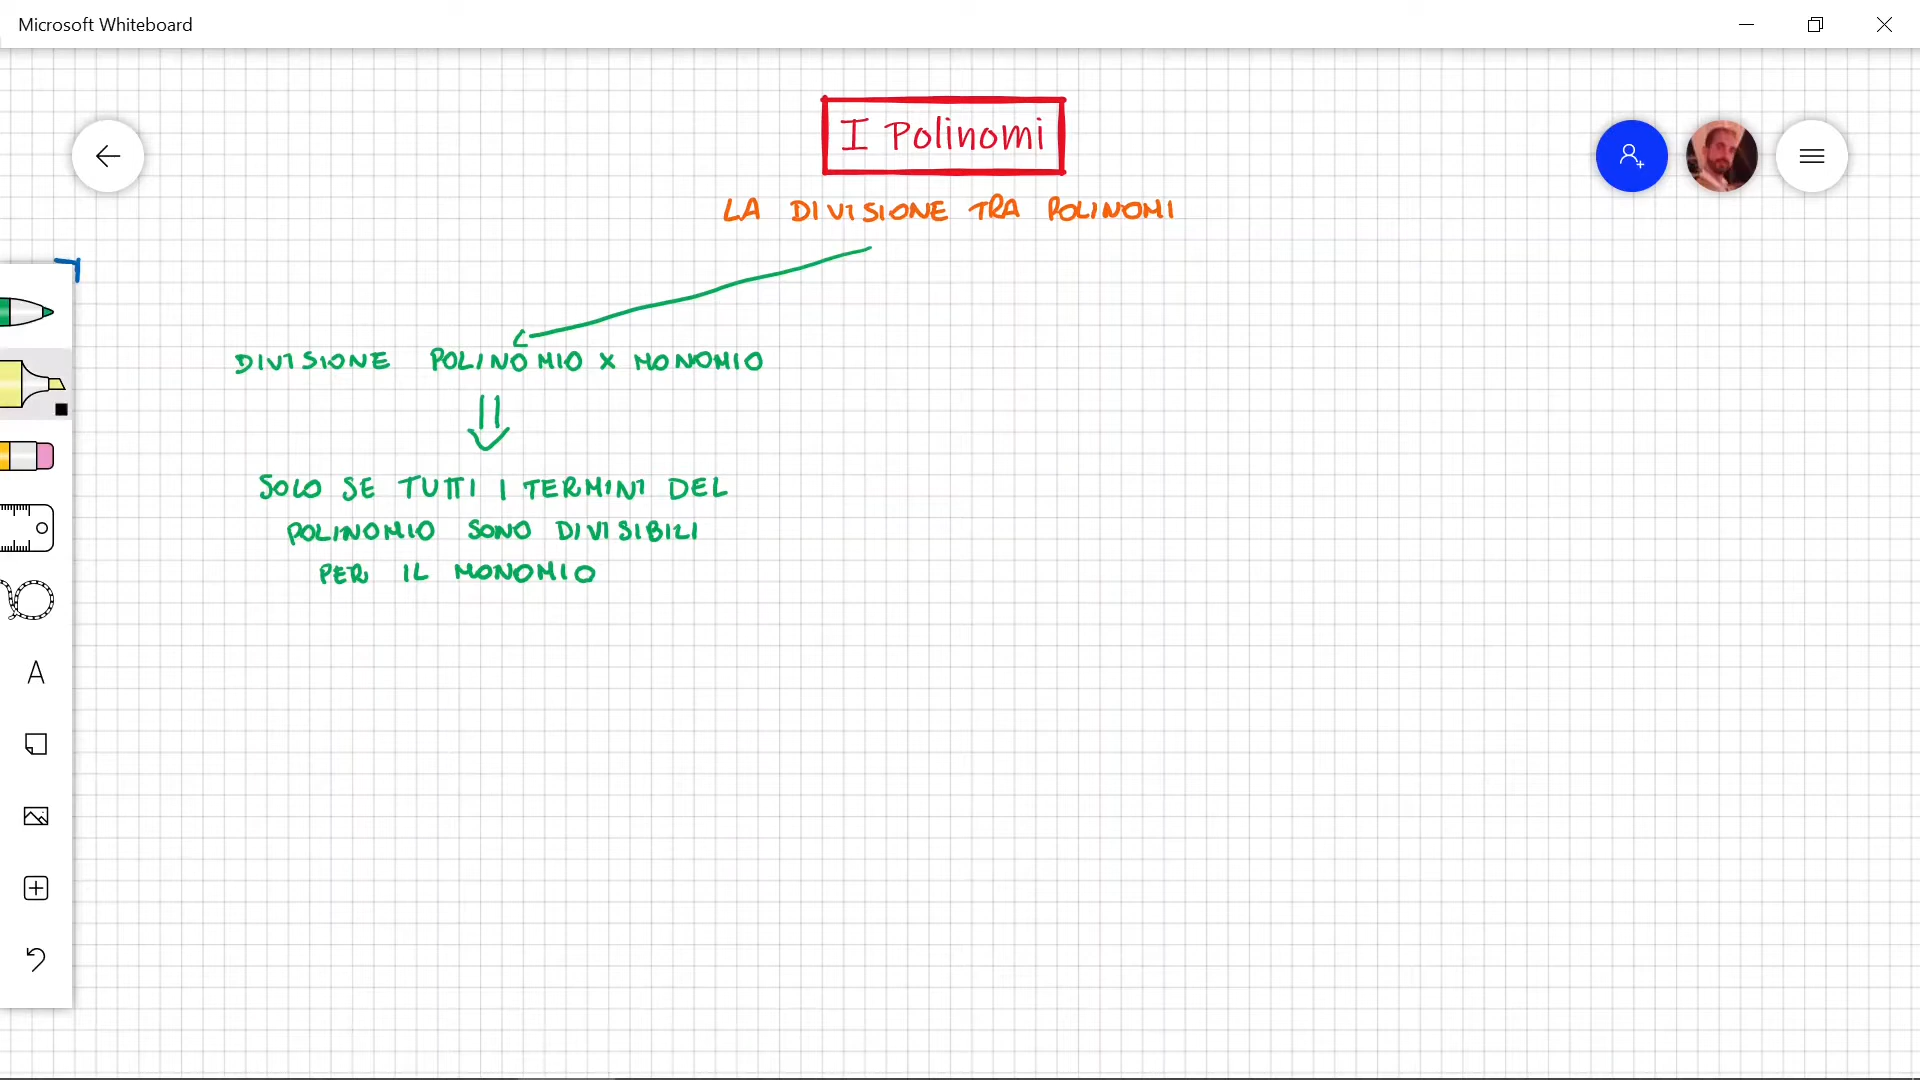 Microsoft Whiteboard
I Polinomi
LA DIVISIONE TRA POLINOMI
DIVISIONE POLINOMIO X MONOMIO
SOLO SE TUTTI I TERMINI DEL
POLINOMIO SONO DIVISIBILI
PER IL MONOMIO
A